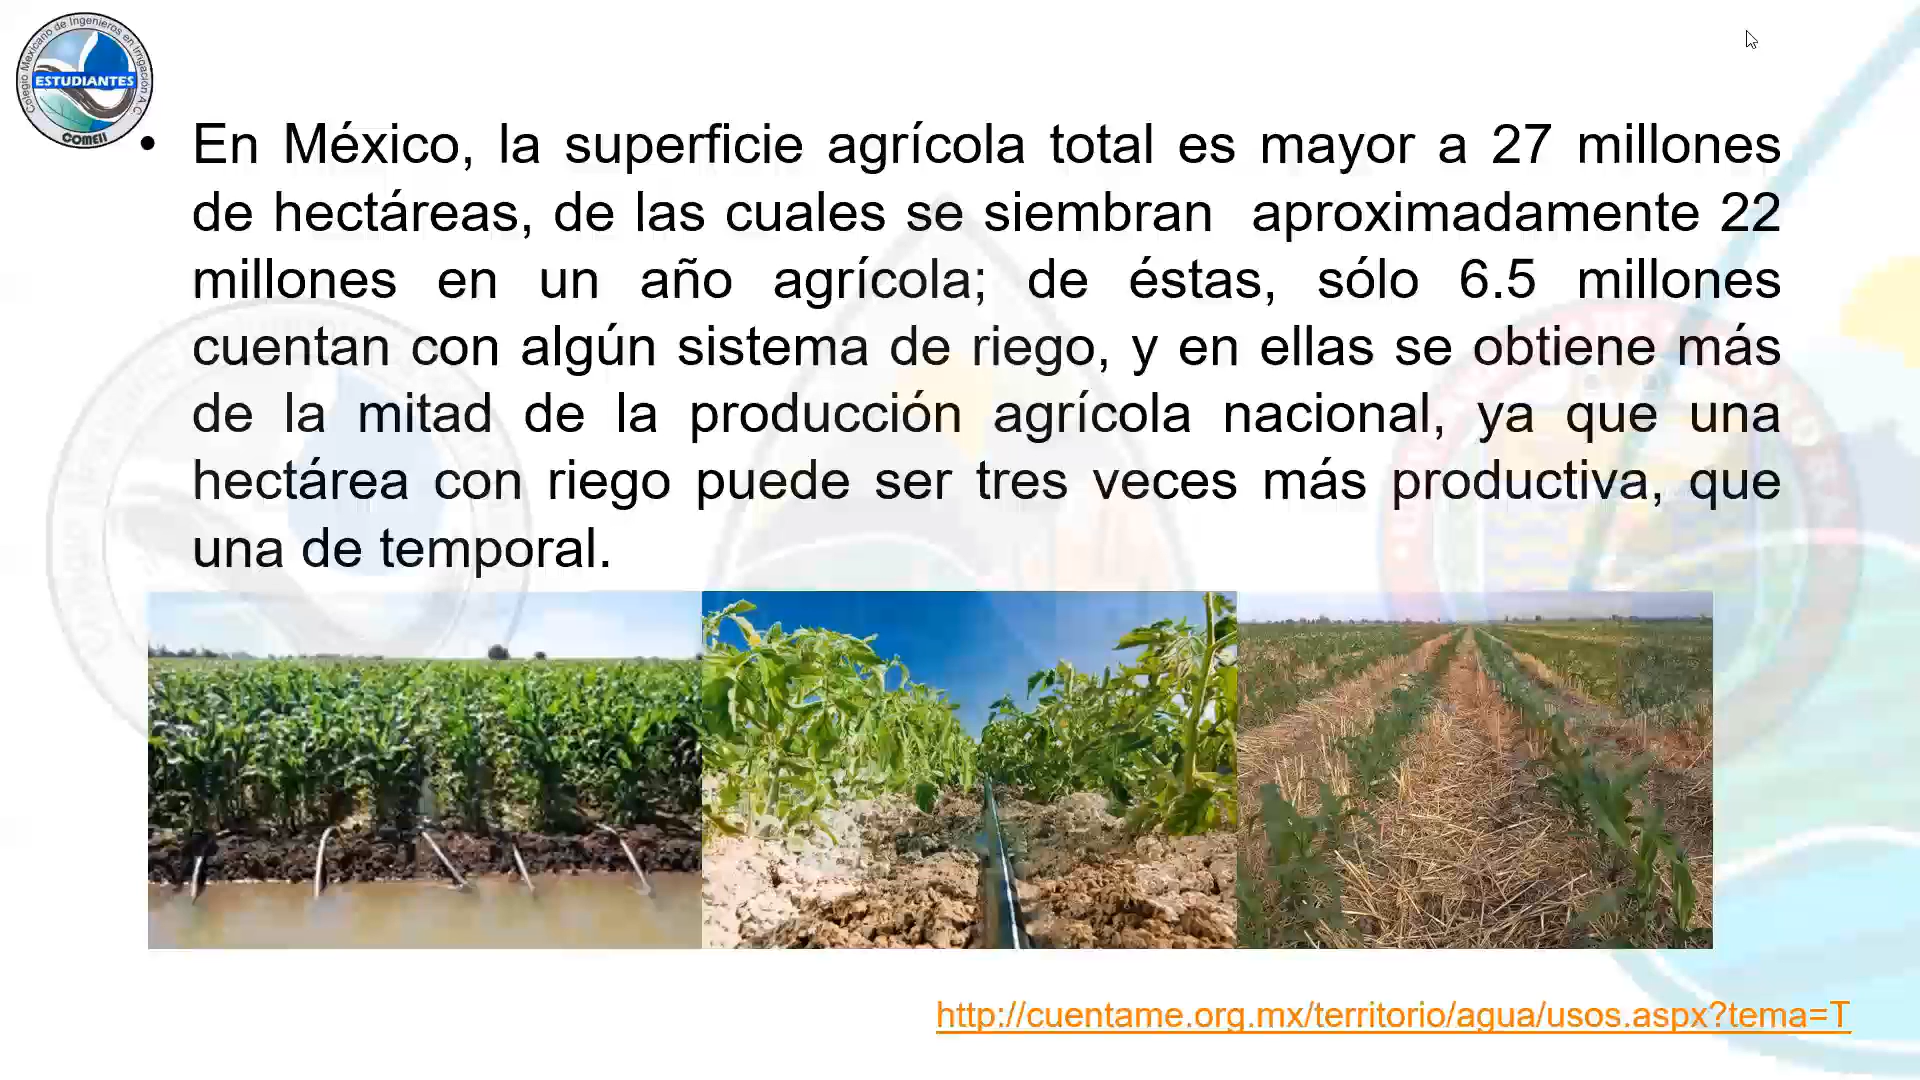 Colegio Mexicano de Ingenieros en Irrigación A.C.
ESTUDIANTES
COMEII
• En México, la superficie agrícola total es mayor a 27 millones
de hectáreas, de las cuales se siembran aproximadamente 22
millones en un año agrícola; de éstas, sólo 6.5 millones
cuentan con algún sistema de riego, y en ellas se obtiene más
de la mitad de la producción agrícola nacional, ya que una
hectárea con riego puede ser tres veces más productiva, que
una de temporal.
http://cuentame.org.mx/territorio/agua/usos.aspx?tema=T